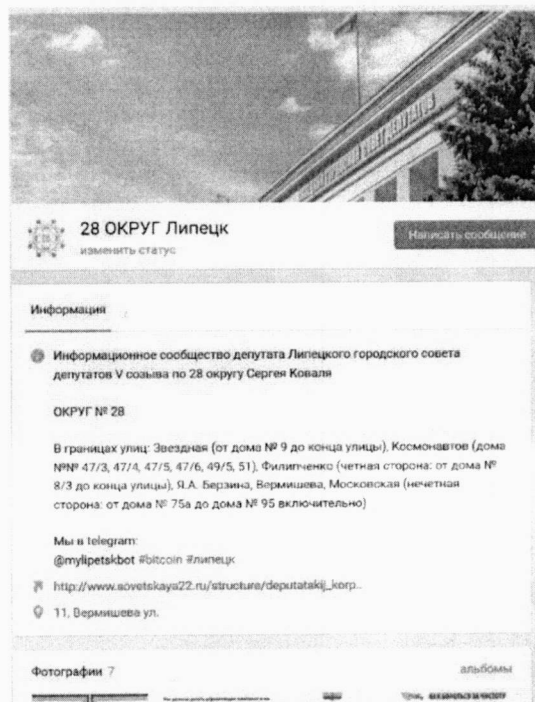 СОВЕТ ДЕПУТАТОВ
28 ОКРУГ Липецк
изменить статус
Написать сообщение
Информация
Информационное сообщество депутата Липецкого городского совета
депутатов V созыва по 28 округу Сергея Коваля
ОКРУГ № 28
В границах улиц: Звездная (от дома № 9 до конца улицы), Космонавтов (дома
№№ 47/3, 47/4, 47/5, 47/6, 49/5, 51), Филипченко (четная сторона: от дома №
8/3 до конца улицы), Я.А. Берзина, Вермишева, Московская (нечетная
сторона: от дома № 75а до дома № 95 включительно)
Мы в telegram:
@mylipetskbot #bitcoin #липецк
http://www.sovetskaya22.ru/structure/deputatakij_korp..
11, Вермишева ул.
Фотографии 7
альбомы